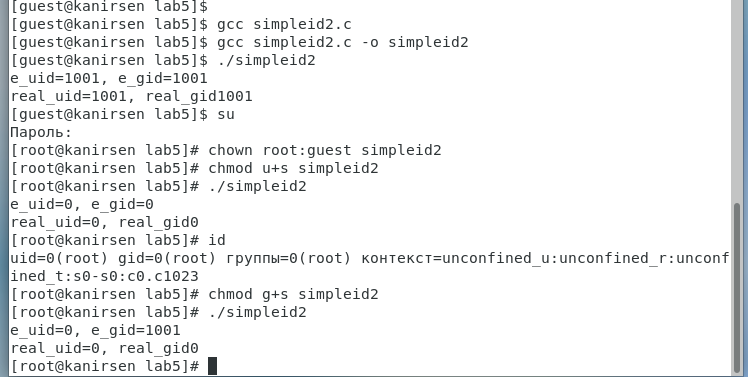 [guest@kanirsen lab5]$
[guest@kanirsen lab5]$ gcc simpleid2.c
[guest@kanirsen lab5]$ gcc simpleid2.c -o simpleid2
[guest@kanirsen lab5]$ ./simpleid2
e_uid=1001, e_gid=1001
real_uid=1001, real_gid1001
[guest@kanirsen lab5]$ su
Пароль:
[root@kanirsen lab5]# chown root:guest simpleid2
[root@kanirsen lab5]# chmod u+s simpleid2
[root@kanirsen lab5]# ./simpleid2
e_uid=0, e_gid=0
real_uid=0, real_gid0
[root@kanirsen lab5]# id
uid=0(root) gid=0(root) группы=0(root) контекст=unconfined_u:unconfined_r:unconf
ined_t:s0-s0:c0.c1023
[root@kanirsen lab5]# chmod g+s simpleid2
[root@kanirsen lab5]# ./simpleid2
e_uid=0, e_gid=1001
real_uid=0, real_gid0
[root@kanirsen lab5]#